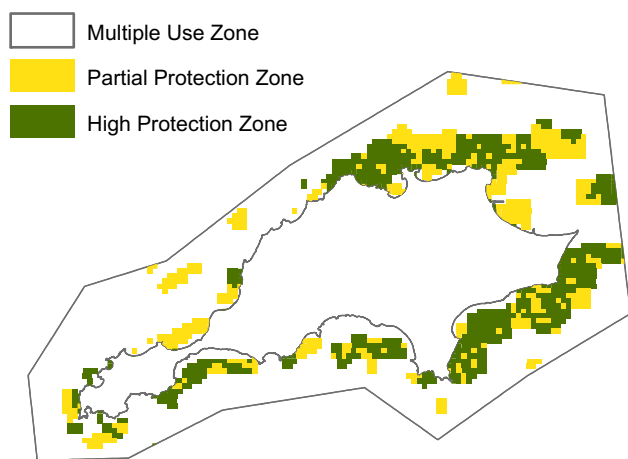 Multiple Use Zone
Partial Protection Zone
High Protection Zone